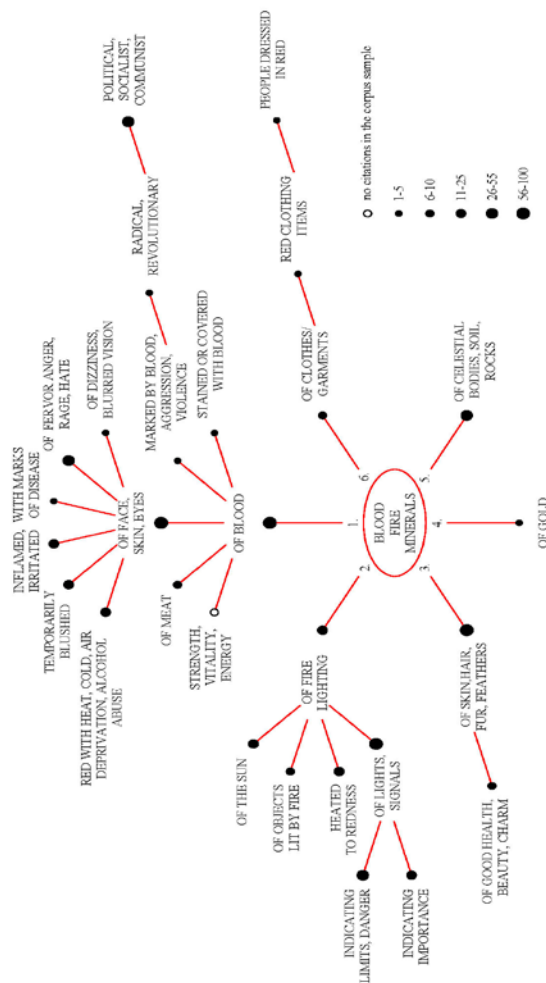 POLITICAL,
SOCIALIST,
COMMUNIST
RADICAL,
REVOLUTIONARY
PEOPLE DRESSED
IN RED
RED CLOTHING
ITEMS
OF FERVOR ANGER,
RAGE, HATE
OF DIZZINESS,
BLURRED VISION
WITH MARKS
OF DISEASE
INFLAMED,
IRRITATED
TEMPORARILY
BLUSHED
RED WITH HEAT, COLD, AIR
DEPRIVATION, ALCOHOL
ABUSE
OF FACE,
SKIN, EYES
MARKED BY BLOOD,
AGGRESSION,
VIOLENCE
STAINED OR COVERED
WITH BLOOD
OF BLOOD
OF MEAT
STRENGTH,
VITALITY,
ENERGY
OF CLOTHES/
GARMENTS
OF CELESTIAL
BODIES, SOIL,
ROCKS
BLOOD
FIRE
MINERALS
1.
2.
3.
4.
5.
6.
OF GOLD
OF SKIN,HAIR,
FUR, FEATHERS
OF GOOD HEALTH,
BEAUTY, CHARM
OF FIRE
LIGHTING
OF THE SUN
OF OBJECTS
LIT BY FIRE
HEATED
TO REDNESS
OF LIGHTS,
SIGNALS
INDICATING
LIMITS, DANGER
INDICATING
IMPORTANCE
no citations in the corpus sample
1-5
6-10
11-25
26-55
56-100